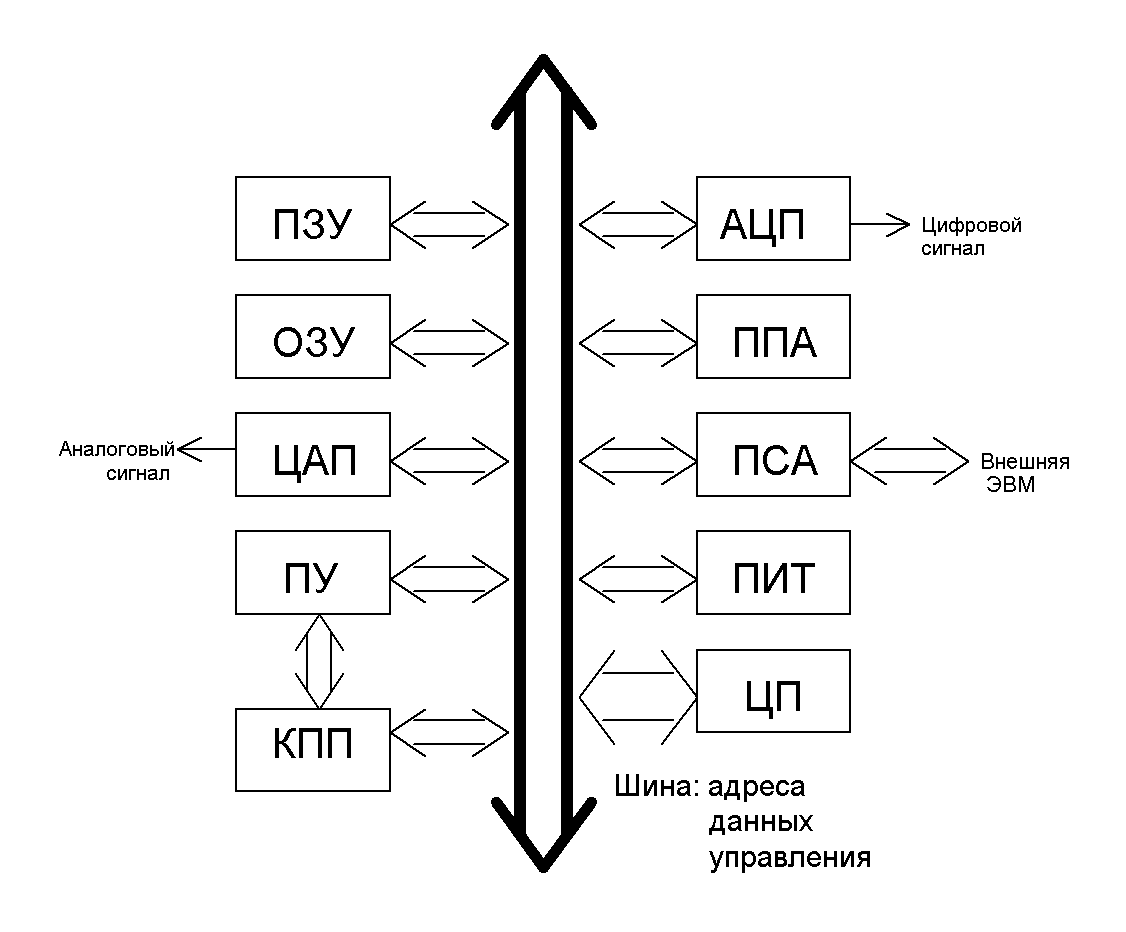 ПЗУ
АЦП
Цифровой
сигнал
ОЗУ
ППА
Аналоговый
сигнал
ЦАП
ПСА
Внешняя
ЭВМ
ПУ
ПИТ
ЦП
КПП
Шина: адреса
данных
управления